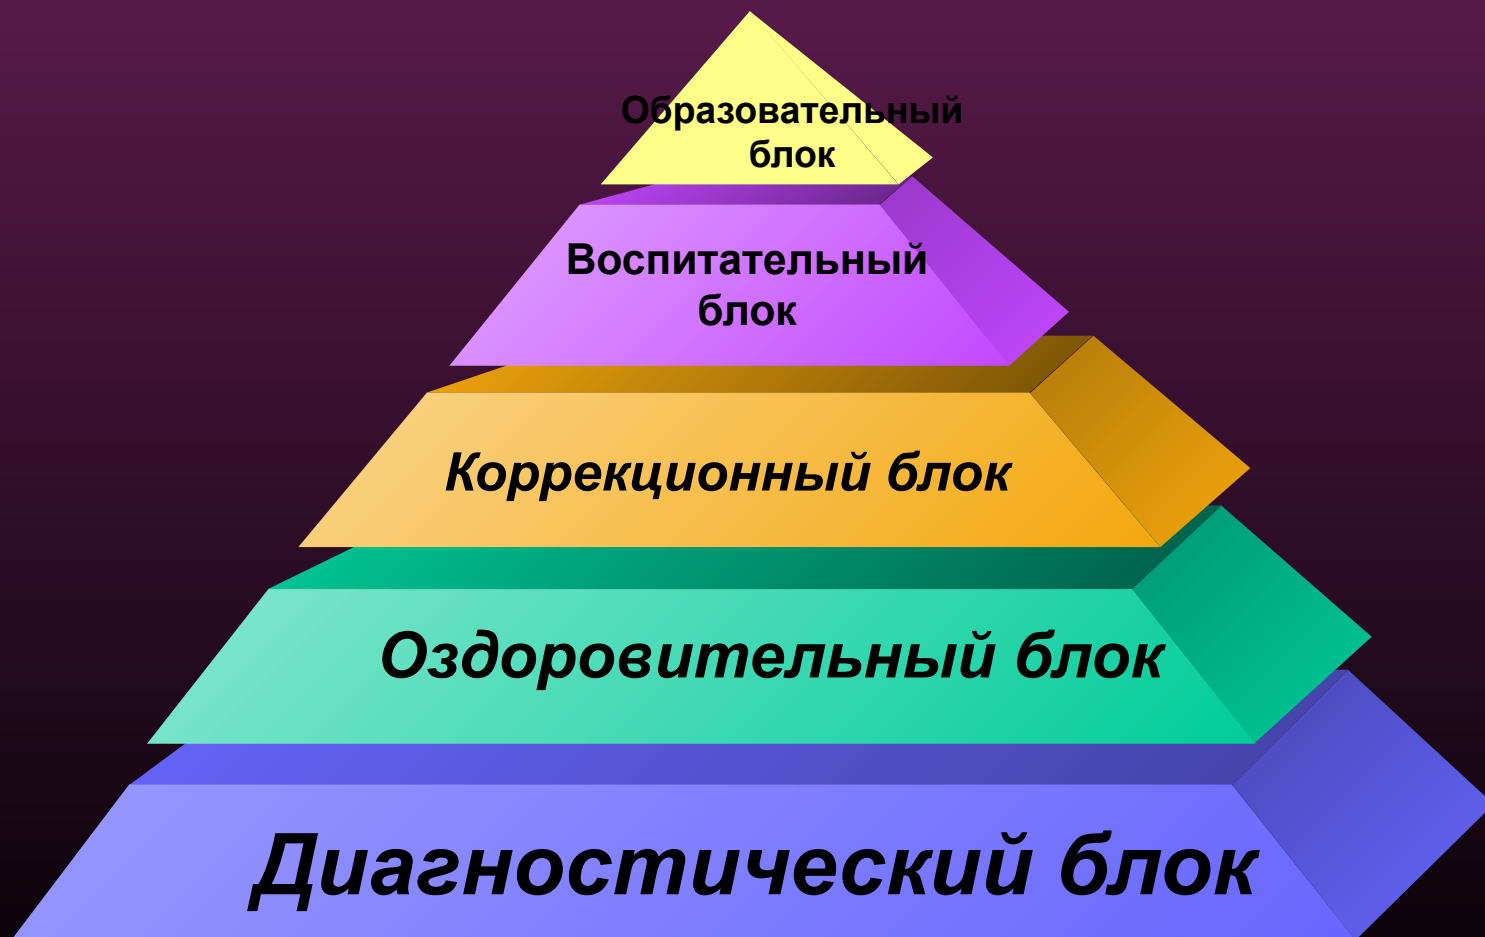 Образовательный
блок
Воспитательный
блок
Коррекционный блок
Оздоровительный блок
Диагностический блок